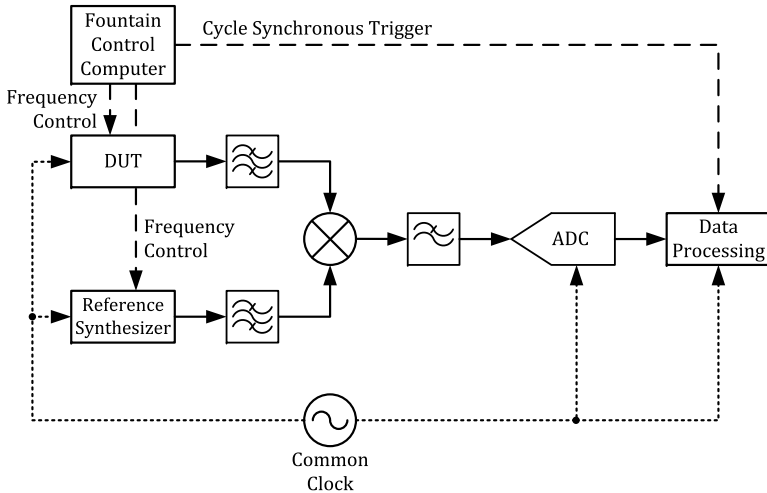 Fountain
Control
Computer
Cycle Synchronous Trigger
Frequency
Control
DUT
Frequency
Control
ADC
Data
Processing
Reference
Synthesizer
Common
Clock